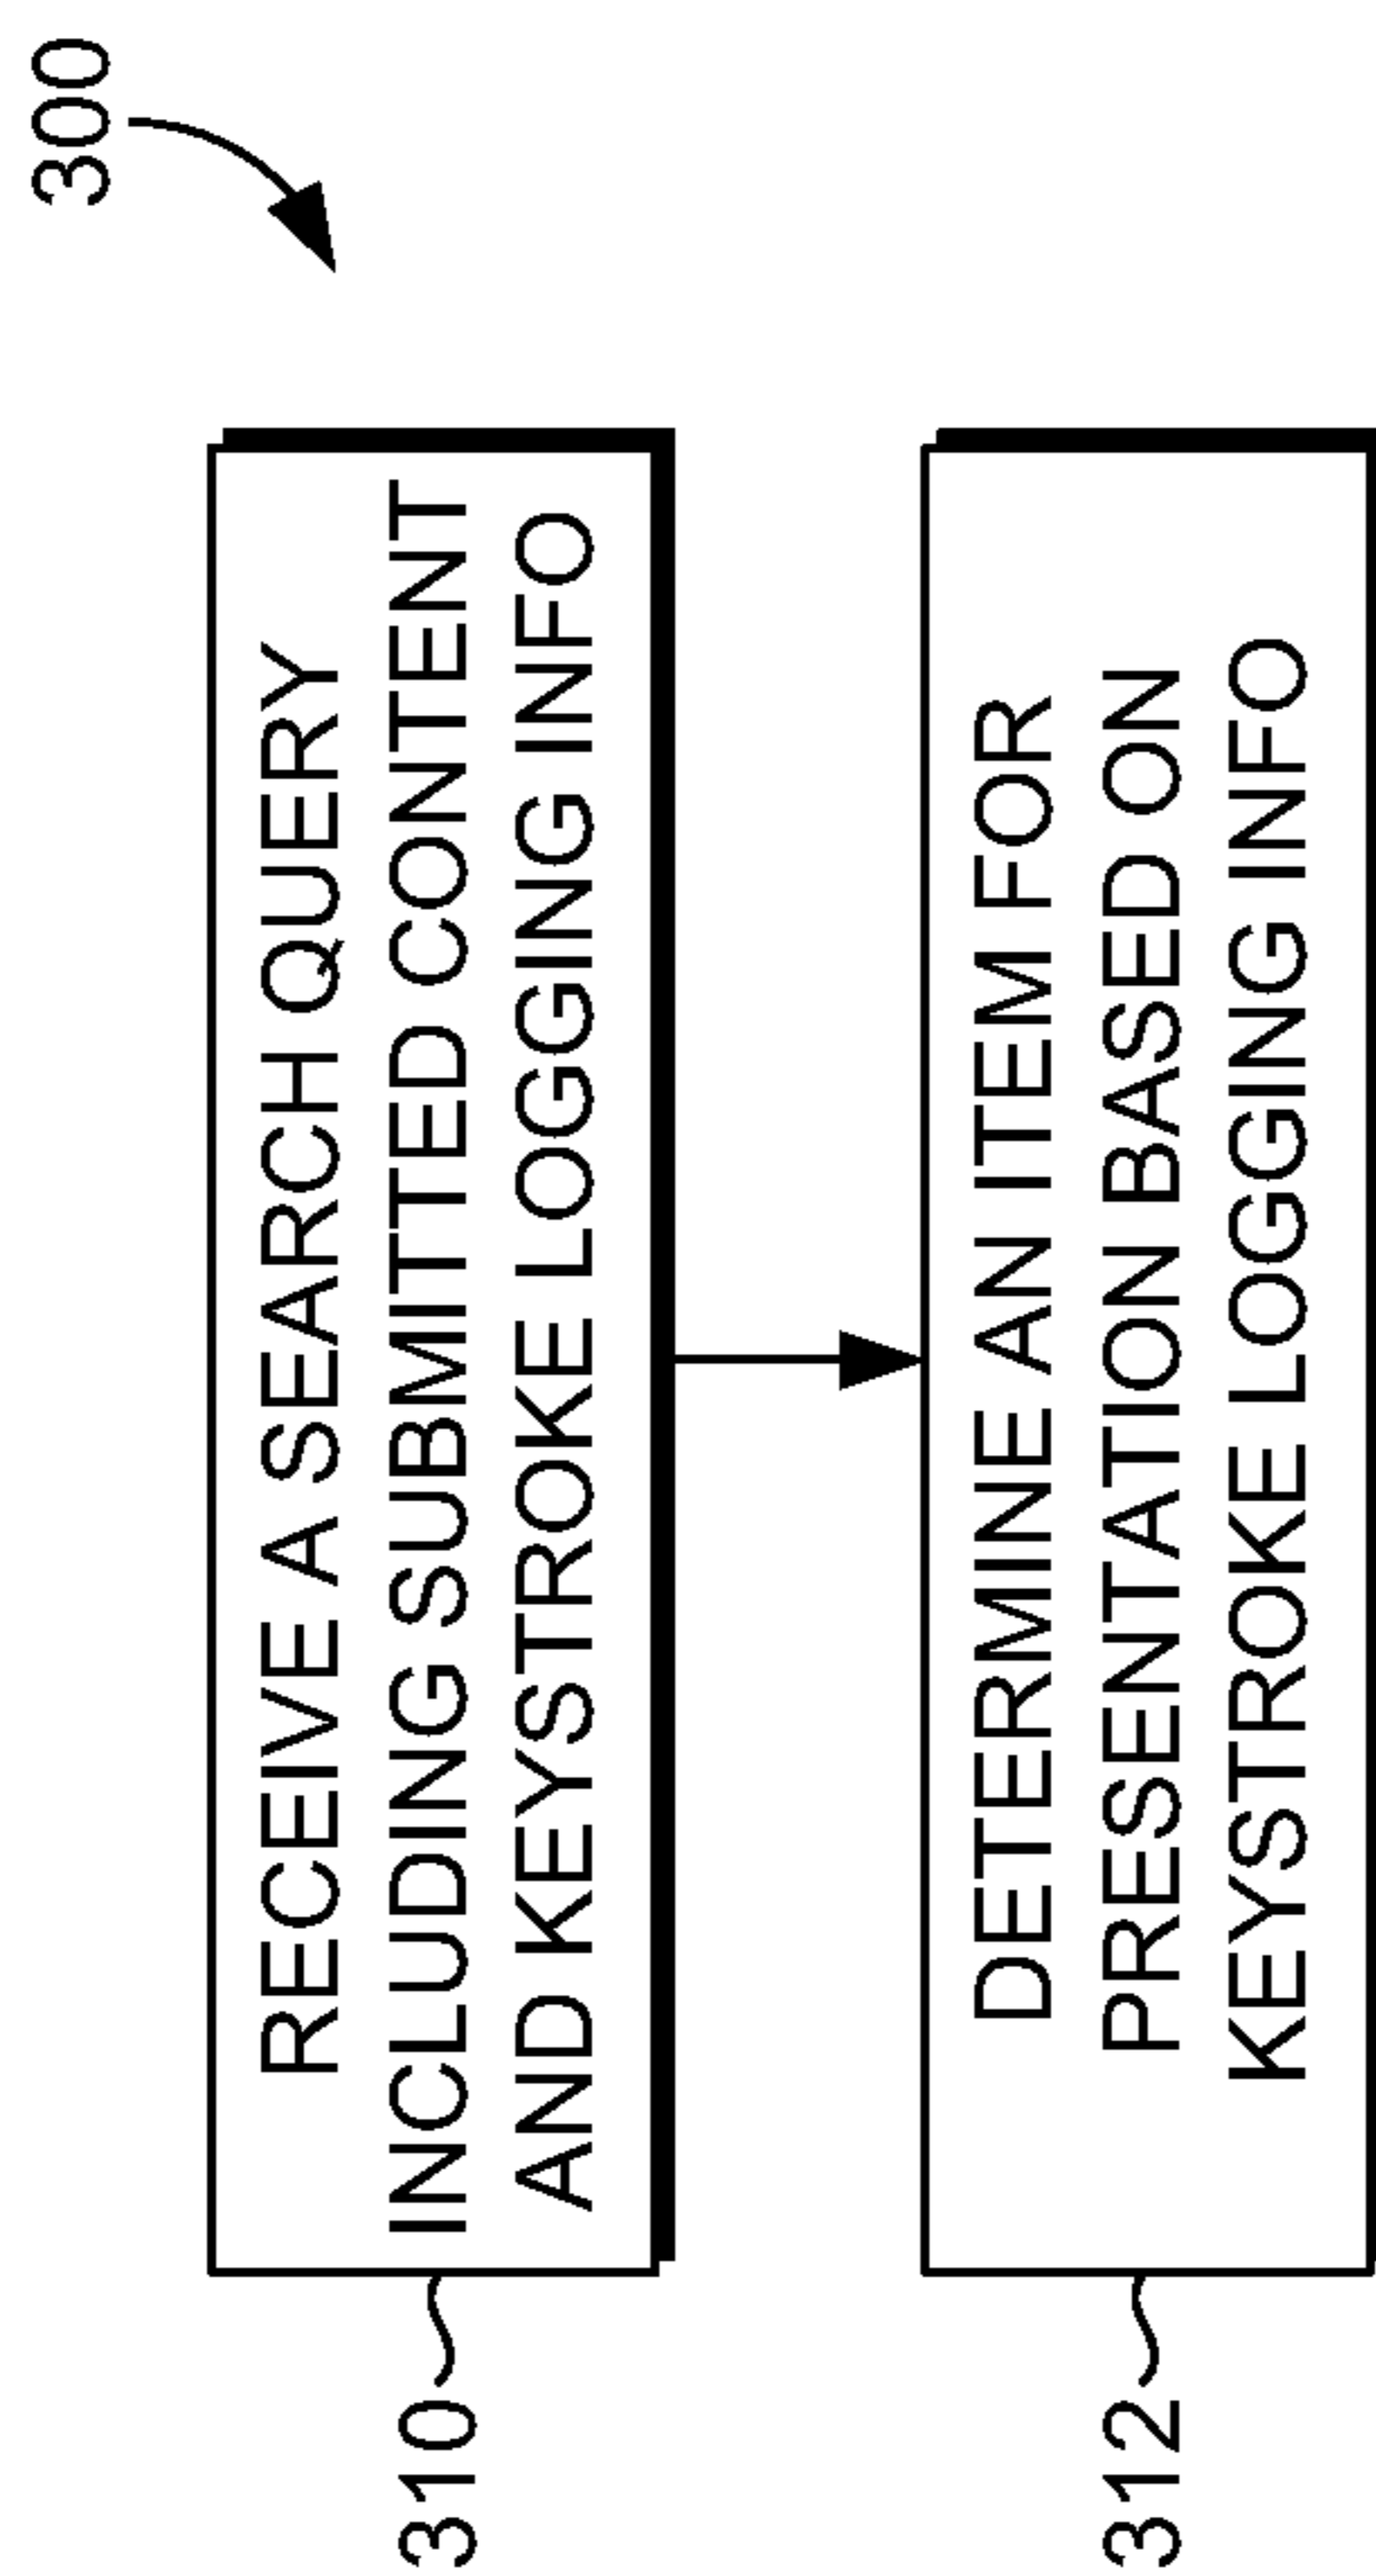 300
RECEIVE A SEARCH QUERY
INCLUDING SUBMITTED CONTENT
AND KEYSTROKE LOGGING INFO
310
DETERMINE AN ITEM FOR
PRESENTATION BASED ON
KEYSTROKE LOGGING INFO
312